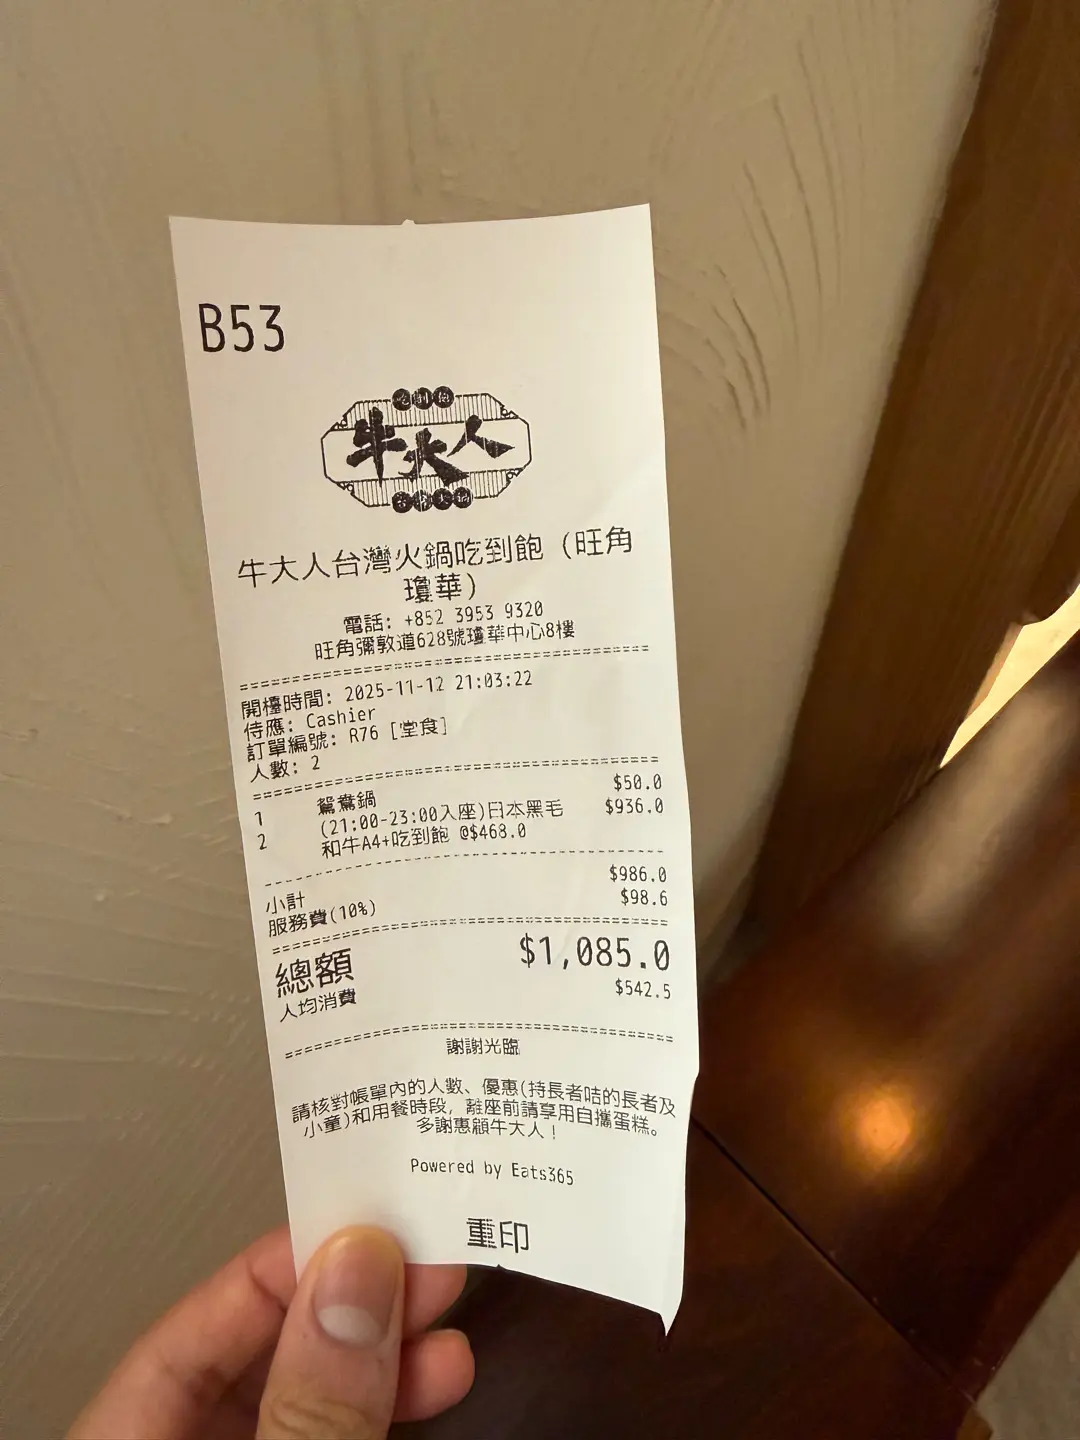 B53
吃到飽
牛大人
台灣火鍋
牛大人台灣火鍋吃到飽 (旺角
瓊華)
電話: +852 3953 9320
旺角彌敦道628號瓊華中心8樓
開檯時間: 2025-11-12 21:03:22
侍應: Cashier
訂單編號: R76 [堂食]
人數: 2
1 鴛鴦鍋 $50.0
2 (21:00-23:00入座)日本黑毛 $936.0
和牛A4+吃到飽 @$468.0
小計 $986.0
服務費(10%) $98.6
總額 $1,085.0
人均消費 $542.5
謝謝光臨
請核對帳單內的人數、優惠(持長者咭的長者及
小童)和用餐時段, 離座前請享用自攜蛋糕。
多謝惠顧牛大人!
Powered by Eats365
重印